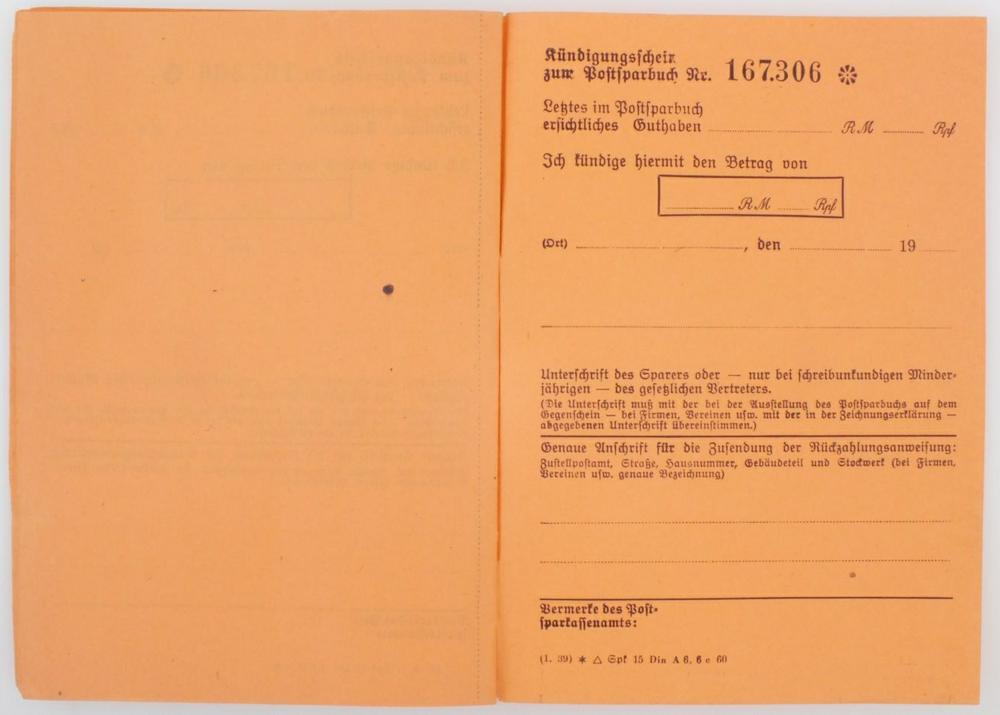 Kündigungsschein
zum Postsparbuch Nr. 167.306
Letztes im Postsparbuch
ersichtliches Guthaben RM Rpf
Ich kündige hiermit den Betrag von
RM Rpf
(Ort) , den 19
Unterschrift des Sparers oder — nur bei schreibunkundigen Minder-
jährigen — des gesetzlichen Vertreters.
(Die Unterschrift muß mit der bei der Ausstellung des Postsparbuchs auf dem
Gegenschein — bei Firmen, Vereinen usw. mit der in der Zeichnungserklärung —
abgegebenen Unterschrift übereinstimmen.)
Genaue Anschrift für die Zusendung der Rückzahlungsanweisung:
Zustellpostamt, Straße, Hausnummer, Gebäudeteil und Stockwerk (bei Firmen,
Vereinen usw. genaue Bezeichnung)
Vermerke des Post-
sparkassenamts:
(1. 39) ✶ △ Spk 15 Din A 6, 6 c 60